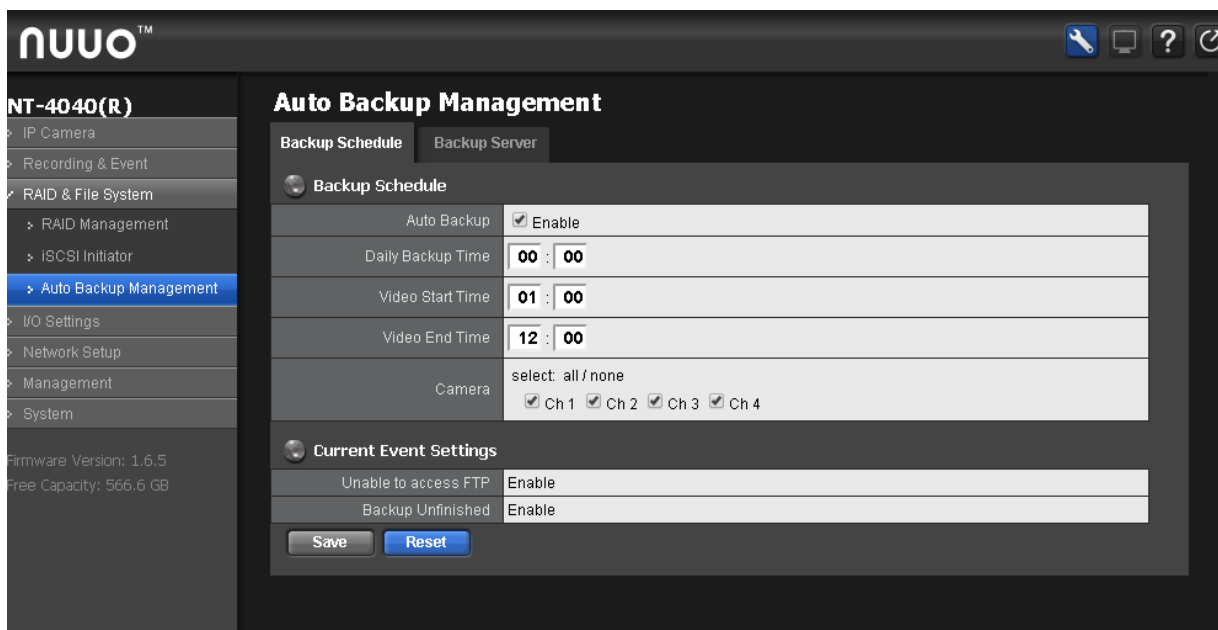 nuuo™
NT-4040(R)
IP Camera
Recording & Event
RAID & File System
RAID Management
iSCSI Initiator
Auto Backup Management
I/O Settings
Network Setup
Management
System
Firmware Version: 1.6.5
Free Capacity: 566.6 GB
?
Auto Backup Management
Backup Schedule Backup Server
Backup Schedule
Auto Backup Enable
Daily Backup Time 00 : 00
Video Start Time 01 : 00
Video End Time 12 : 00
Camera select: all / none
Ch 1 Ch 2 Ch 3 Ch 4
Current Event Settings
Unable to access FTP Enable
Backup Unfinished Enable
Save Reset